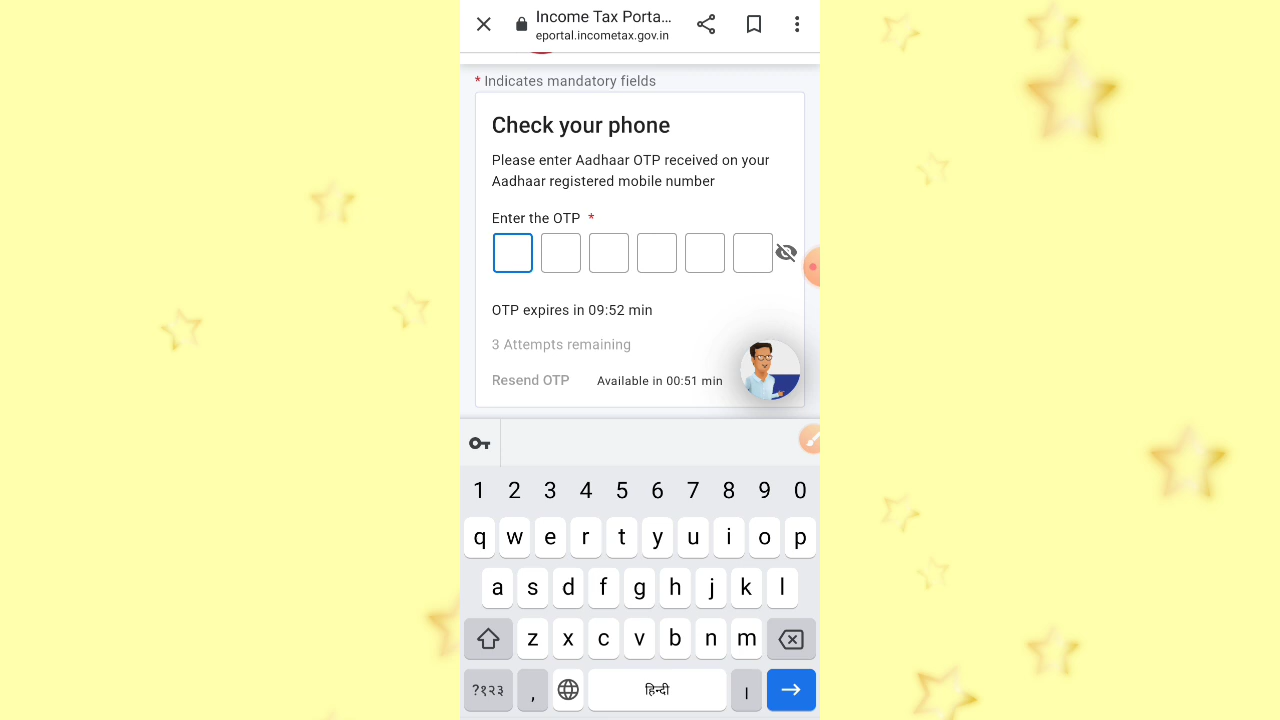 Income Tax Porta...
eportal.incometax.gov.in
* Indicates mandatory fields
Check your phone
Please enter Aadhaar OTP received on your
Aadhaar registered mobile number
Enter the OTP *
OTP expires in 09:52 min
3 Attempts remaining
Resend OTP Available in 00:51 min
1 2 3 4 5 6 7 8 9 0
q w e r t y u i o p
a s d f g h j k l
z x c v b n m
?१२३ , हिन्दी ।